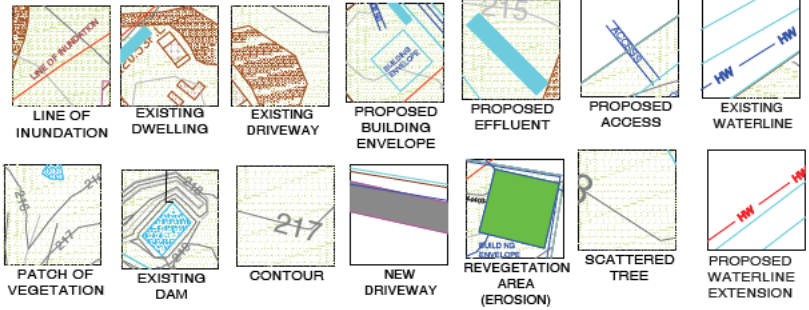 LINE OF INUNDATION
LINE OF
INUNDATION
EXISTING
DWELLING
EXISTING
DRIVEWAY
BUILDING
ENVELOPE
PROPOSED
BUILDING
ENVELOPE
215
PROPOSED
EFFLUENT
ACCESS
PROPOSED
ACCESS
HW HW
EXISTING
WATERLINE
216
217
PATCH OF
VEGETATION
EXISTING
DAM
217
CONTOUR
NEW
DRIVEWAY
BUILDING
ENVELOPE
REVEGETATION
AREA
(EROSION)
SCATTERED
TREE
HW HW
PROPOSED
WATERLINE
EXTENSION